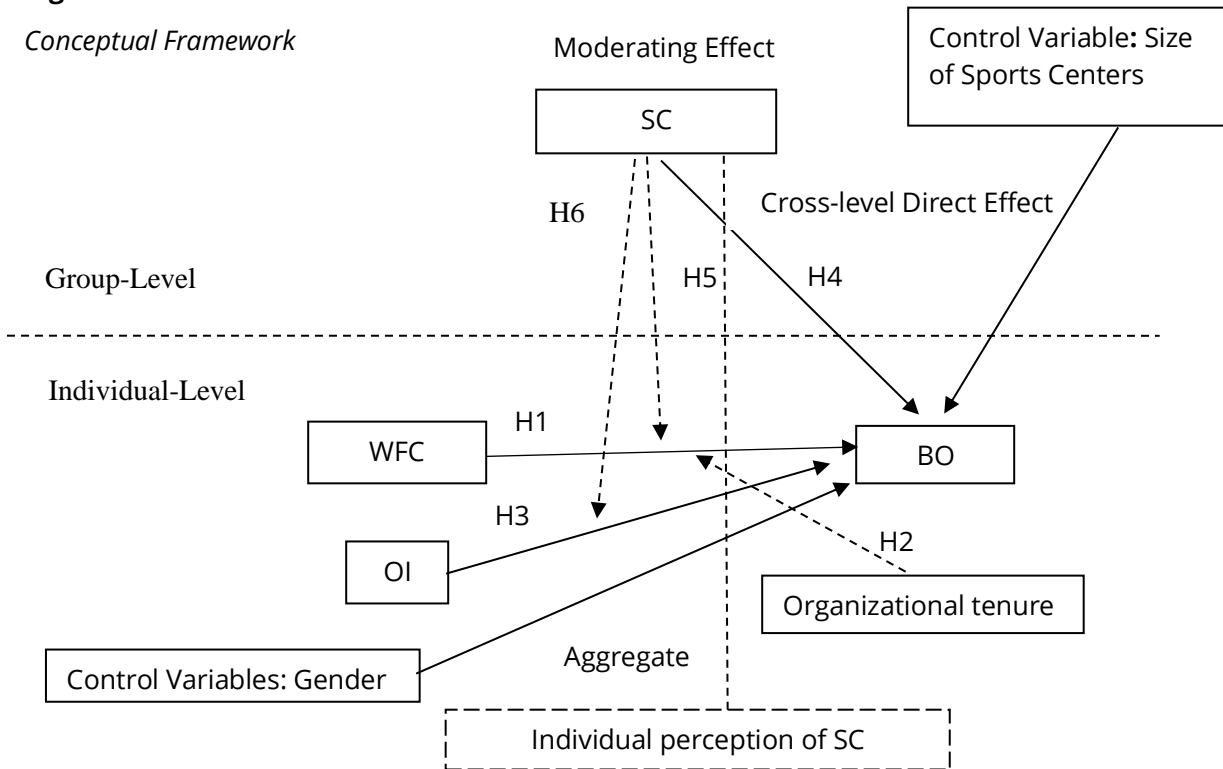 Conceptual Framework
Moderating Effect
Control Variable: Size
of Sports Centers
SC
Cross-level Direct Effect
H6
Group-Level
H5
H4
Individual-Level
H1
WFC
BO
H3
H2
OI
Organizational tenure
Aggregate
Control Variables: Gender
Individual perception of SC